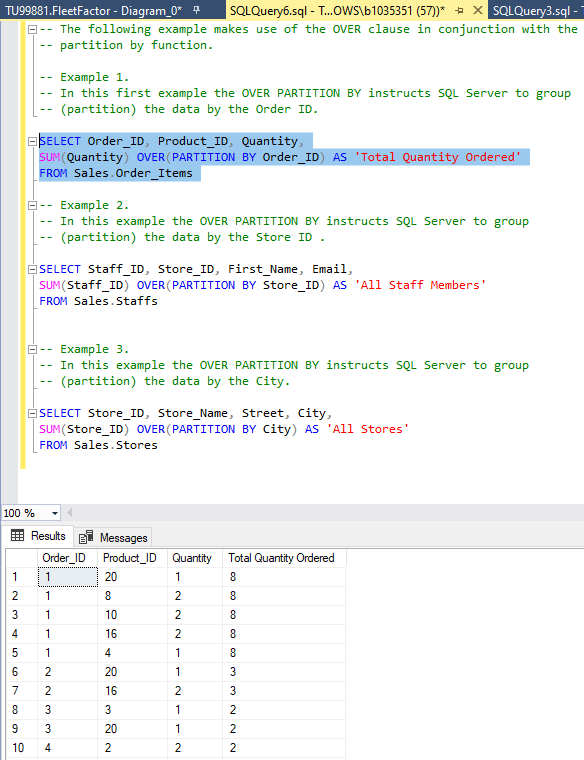 TU99881.FleetFactor - Diagram_0* SQLQuery6.sql - T...OWS\b1035351 (57))* SQLQuery3.sql - T
-- The following example makes use of the OVER clause in conjunction with the
-- partition by function.
-- Example 1.
-- In this first example the OVER PARTITION BY instructs SQL Server to group
-- (partition) the data by the Order ID.
SELECT Order_ID, Product_ID, Quantity,
SUM(Quantity) OVER(PARTITION BY Order_ID) AS 'Total Quantity Ordered'
FROM Sales.Order_Items
-- Example 2.
-- In this example the OVER PARTITION BY instructs SQL Server to group
-- (partition) the data by the Store ID .
SELECT Staff_ID, Store_ID, First_Name, Email,
SUM(Staff_ID) OVER(PARTITION BY Store_ID) AS 'All Staff Members'
FROM Sales.Staffs
-- Example 3.
-- In this example the OVER PARTITION BY instructs SQL Server to group
-- (partition) the data by the City.
SELECT Store_ID, Store_Name, Street, City,
SUM(Store_ID) OVER(PARTITION BY City) AS 'All Stores'
FROM Sales.Stores
100 %
Results Messages
Order_ID Product_ID Quantity Total Quantity Ordered
1 1 20 1 8
2 1 8 2 8
3 1 10 2 8
4 1 16 2 8
5 1 4 1 8
6 2 20 1 3
7 2 16 2 3
8 3 3 1 2
9 3 20 1 2
10 4 2 2 2